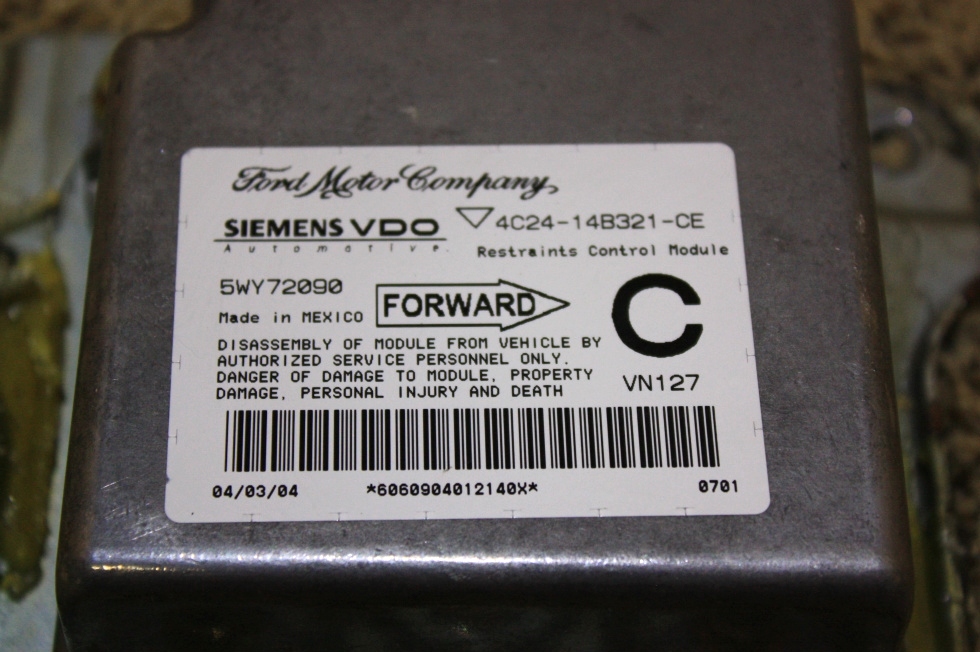 Ford Motor Company
SIEMENS VDO
Automotive.
4C24-14B321-CE
Restraints Control Module
5WY72090
Made in MEXICO
FORWARD
C
VN127
DISASSEMBLY OF MODULE FROM VEHICLE BY
AUTHORIZED SERVICE PERSONNEL ONLY.
DANGER OF DAMAGE TO MODULE, PROPERTY
DAMAGE, PERSONAL INJURY AND DEATH
04/03/04 *6060904012140X* 0701